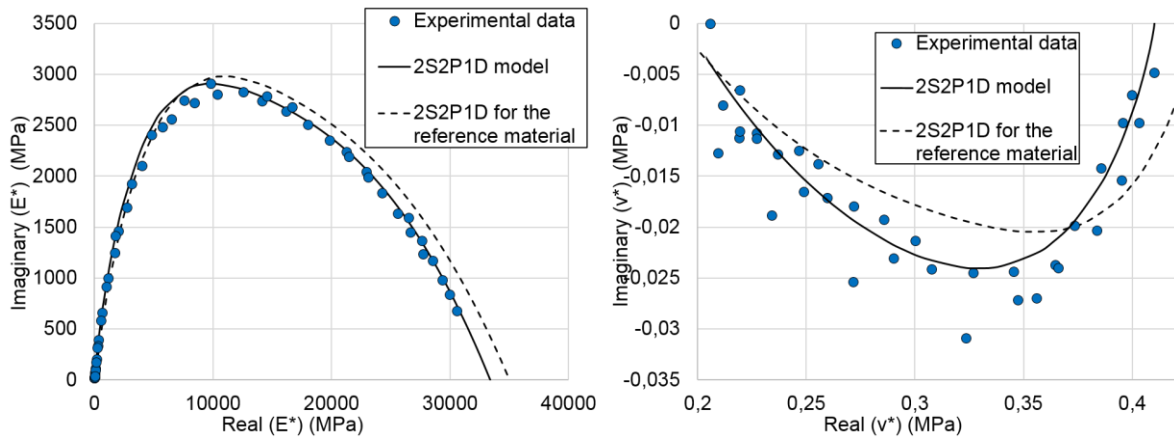 3500
3000
2500
2000
1500
1000
500
0
Imaginary (E*) (MPa)
0
10000
20000
30000
40000
Real (E*) (MPa)
Experimental data
2S2P1D model
2S2P1D for the
reference material
0
-0,005
-0,01
-0,015
-0,02
-0,025
-0,03
-0,035
Imaginary (ν*), (MPa)
0,2
0,25
0,3
0,35
0,4
Real (ν*) (MPa)
Experimental data
2S2P1D model
2S2P1D for the
reference material